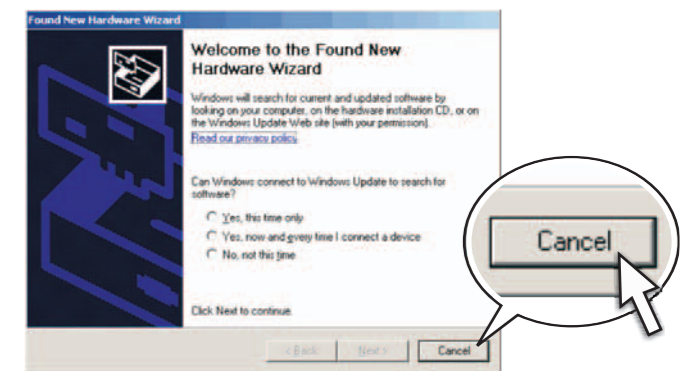 Found New Hardware Wizard
Welcome to the Found New
Hardware Wizard
Windows will search for current and updated software by
looking on your computer, on the hardware installation CD, or on
the Windows Update Web site (with your permission).
Read our privacy policy
Can Windows connect to Windows Update to search for
software?
Yes, this time only
Yes, now and every time I connect a device
No, not this time
Click Next to continue.
< Back Next > Cancel
Cancel